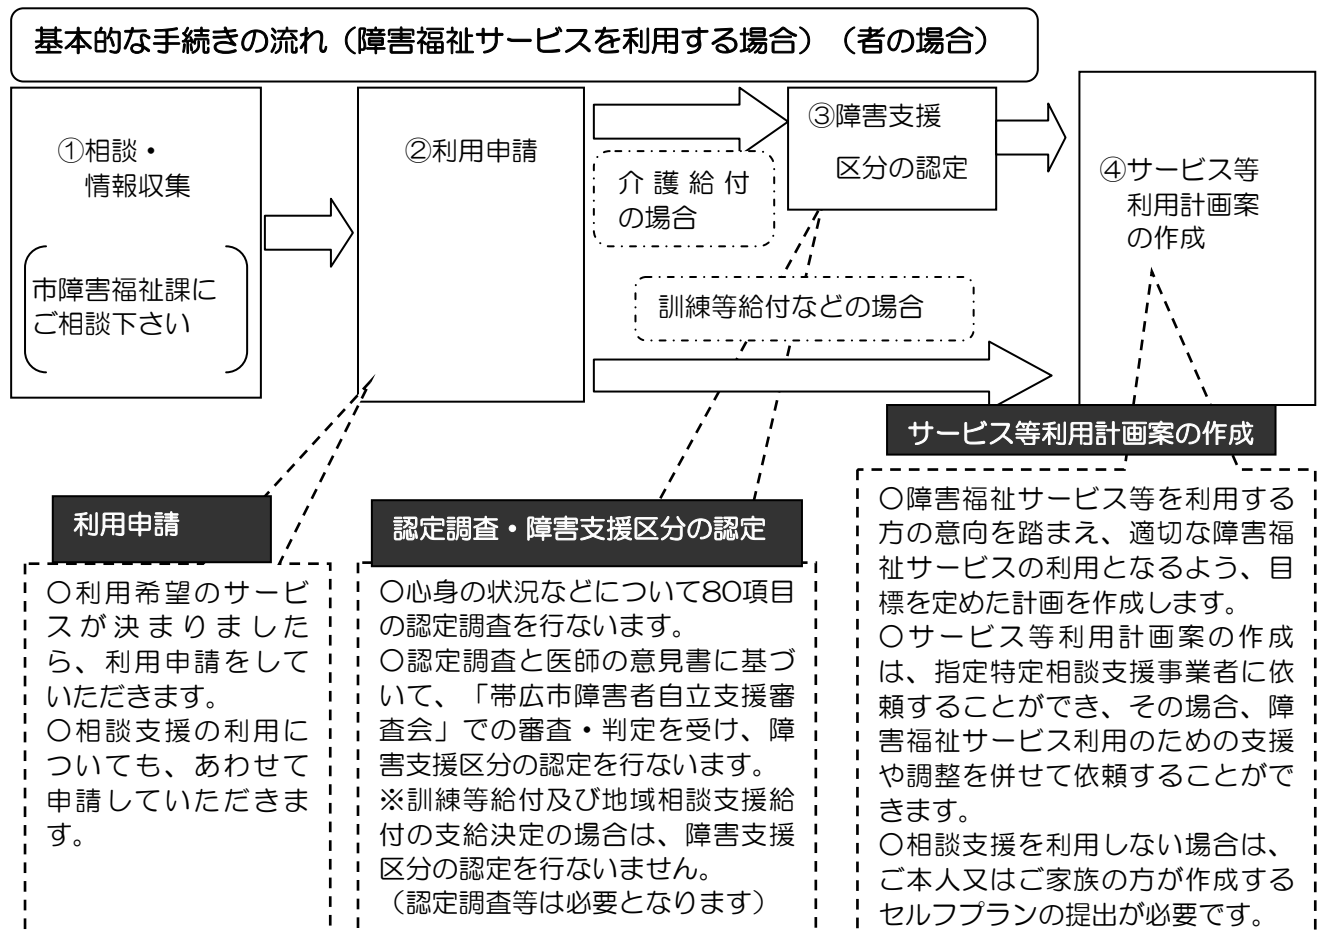 基本的な手続きの流れ（障害福祉サービスを利用する場合）（者の場合）
①相談・
情報収集
市障害福祉課に
ご相談下さい
②利用申請
介護給付
の場合
③障害支援
区分の認定
訓練等給付などの場合
④サービス等
利用計画案
の作成
利用申請
〇利用希望のサービ
スが決まりました
ら、利用申請をして
いただきます。
〇相談支援の利用に
ついても、あわせて
申請していただきま
す。
認定調査・障害支援区分の認定
〇心身の状況などについて80項目
の認定調査を行ないます。
〇認定調査と医師の意見書に基づ
いて、「帯広市障害者自立支援審
査会」での審査・判定を受け、障
害支援区分の認定を行ないます。
※訓練等給付及び地域相談支援給
付の支給決定の場合は、障害支援
区分の認定を行ないません。
（認定調査等は必要となります）
サービス等利用計画案の作成
〇障害福祉サービス等を利用する
方の意向を踏まえ、適切な障害福
祉サービスの利用となるよう、目
標を定めた計画を作成します。
〇サービス等利用計画案の作成
は、指定特定相談支援事業者に依
頼することができ、その場合、障
害福祉サービス利用のための支援
や調整を併せて依頼することがで
きます。
〇相談支援を利用しない場合は、
ご本人又はご家族の方が作成する
セルフプランの提出が必要です。